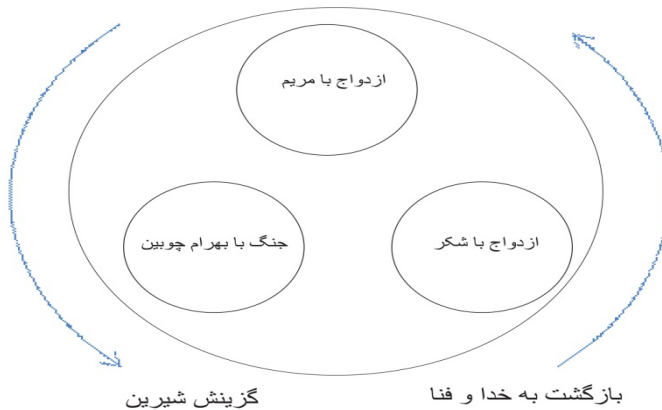 ازدواج با مریم
ازدواج با شکر
جنگ با بهرام چوبین
بازگشت به خدا و فنا
گزینش شیرین